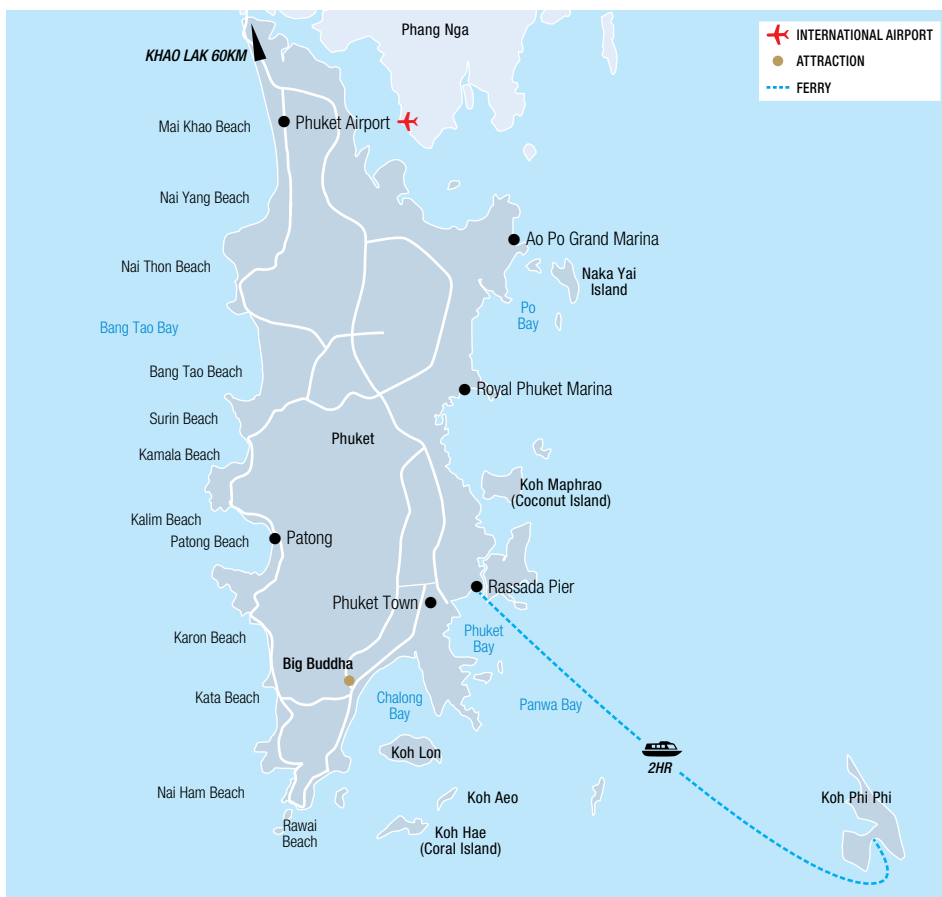 Phang Nga
INTERNATIONAL AIRPORT
ATTRACTION
FERRY
KHAO LAK 60KM
Mai Khao Beach
Phuket Airport
Nai Yang Beach
Ao Po Grand Marina
Nai Thon Beach
Naka Yai
Island
Po
Bay
Bang Tao Bay
Bang Tao Beach
Royal Phuket Marina
Surin Beach
Phuket
Kamala Beach
Koh Maphrao
(Coconut Island)
Kalim Beach
Patong Beach
Patong
Rassada Pier
Phuket Town
Karon Beach
Phuket
Bay
Big Buddha
Kata Beach
Chalong
Bay
Panwa Bay
Koh Lon
2HR
Nai Ham Beach
Koh Aeo
Koh Phi Phi
Rawai
Beach
Koh Hae
(Coral Island)